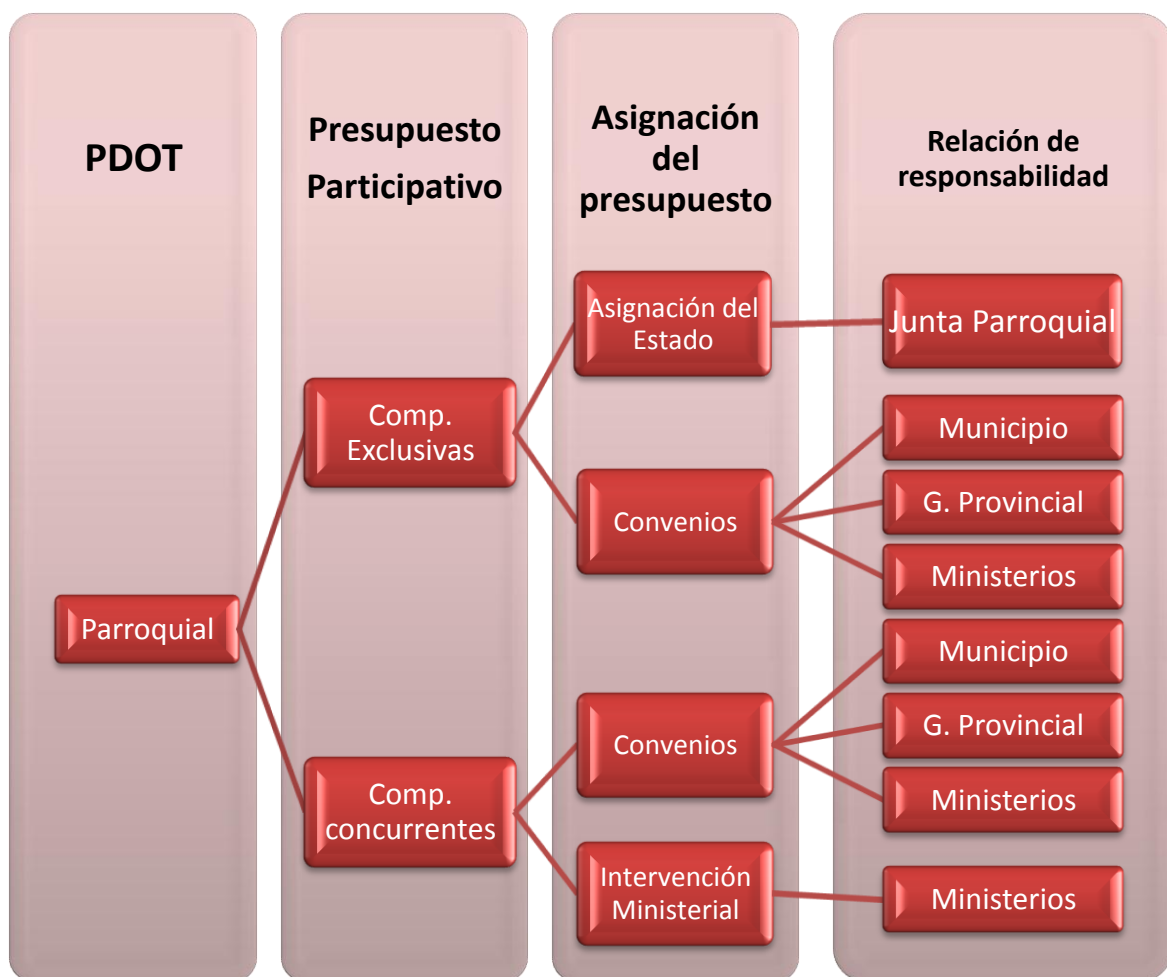 PDOT
Presupuesto
Participativo
Asignación
del
presupuesto
Relación de
responsabilidad
Parroquial
Comp.
Exclusivas
Comp.
concurrentes
Asignación del
Estado
Convenios
Convenios
Intervención
Ministerial
Junta Parroquial
Municipio
G. Provincial
Ministerios
Municipio
G. Provincial
Ministerios
Ministerios